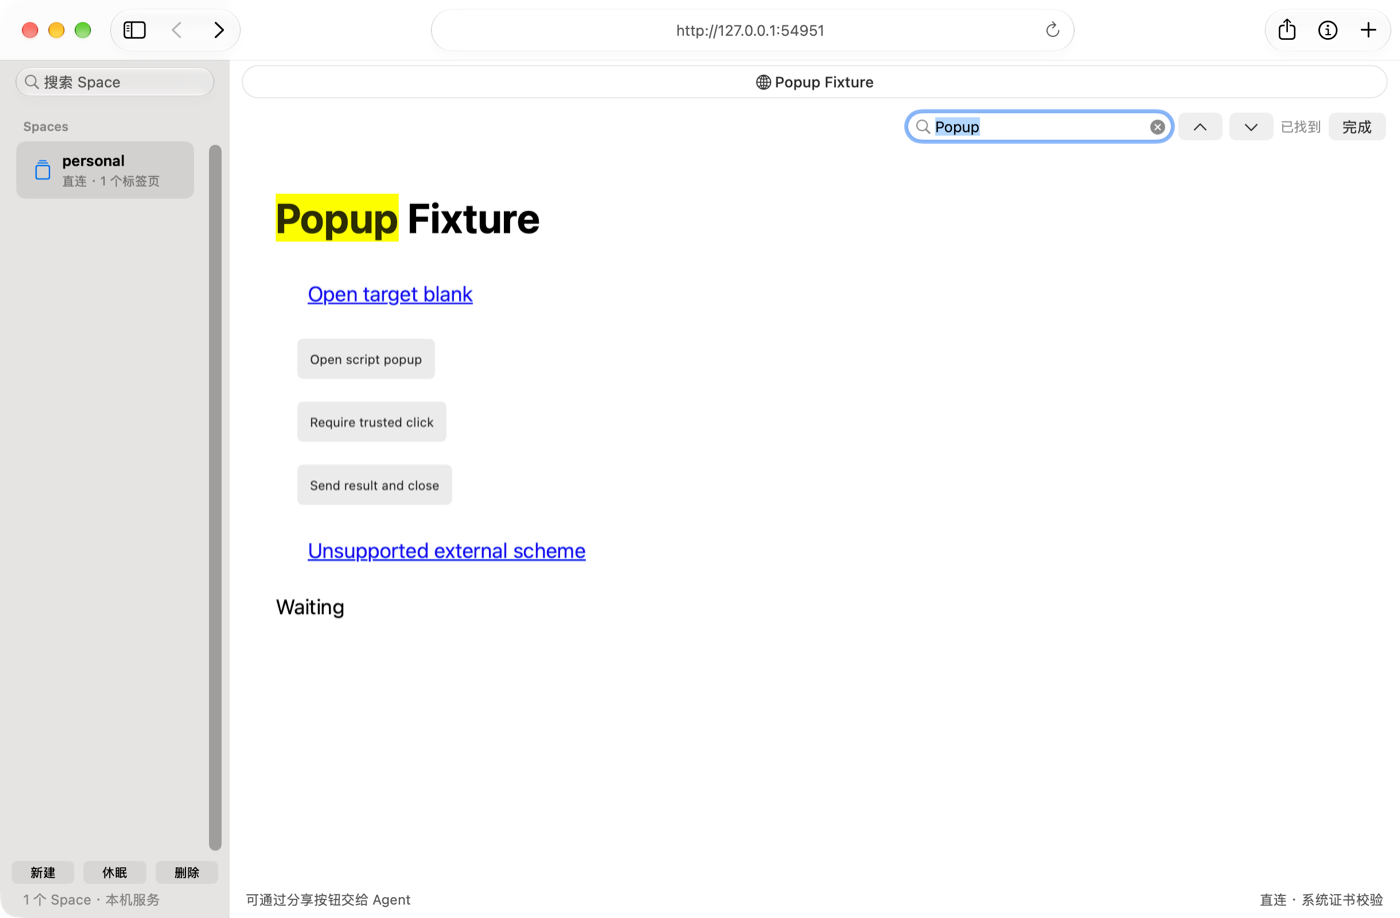 http://127.0.0.1:54951
搜索 Space
Popup Fixture
Spaces
Popup
已找到
完成
personal
直连 · 1 个标签页
Popup Fixture
Open target blank
Open script popup
Require trusted click
Send result and close
Unsupported external scheme
Waiting
新建
休眠
删除
1 个 Space · 本机服务
可通过分享按钮交给 Agent
直连 · 系统证书校验